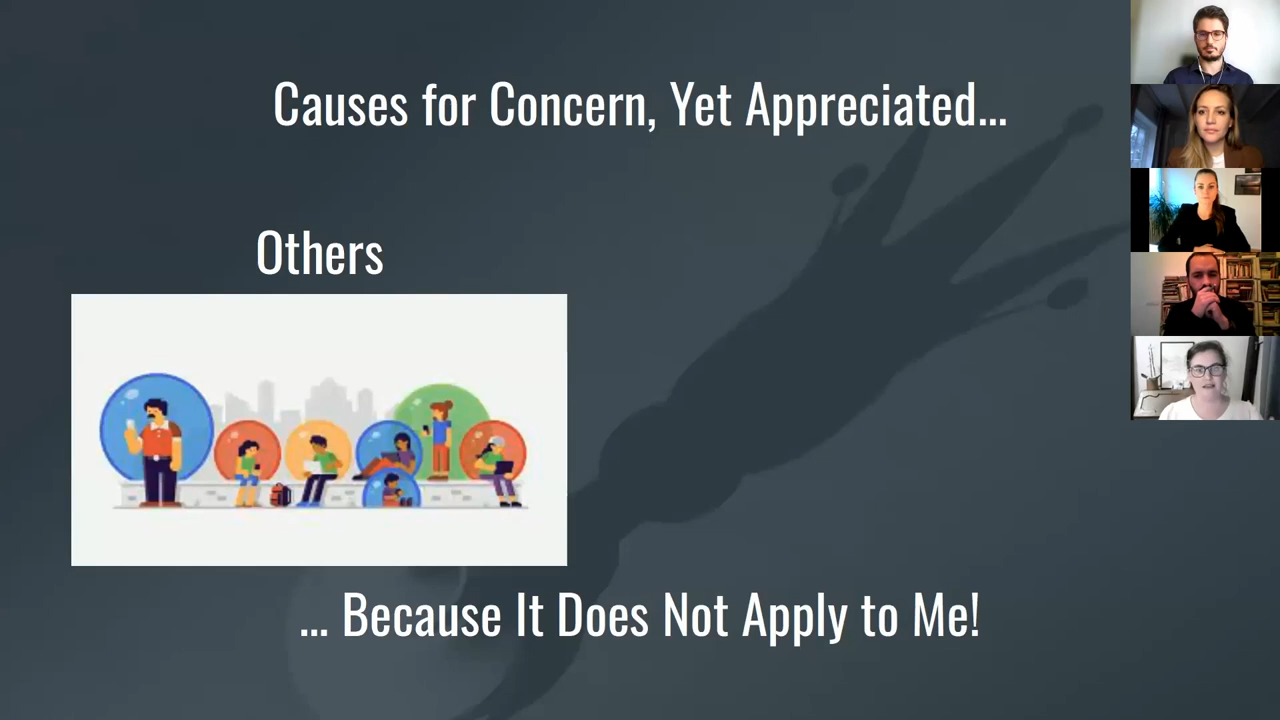 Causes for Concern, Yet Appreciated...
Others
... Because It Does Not Apply to Me!